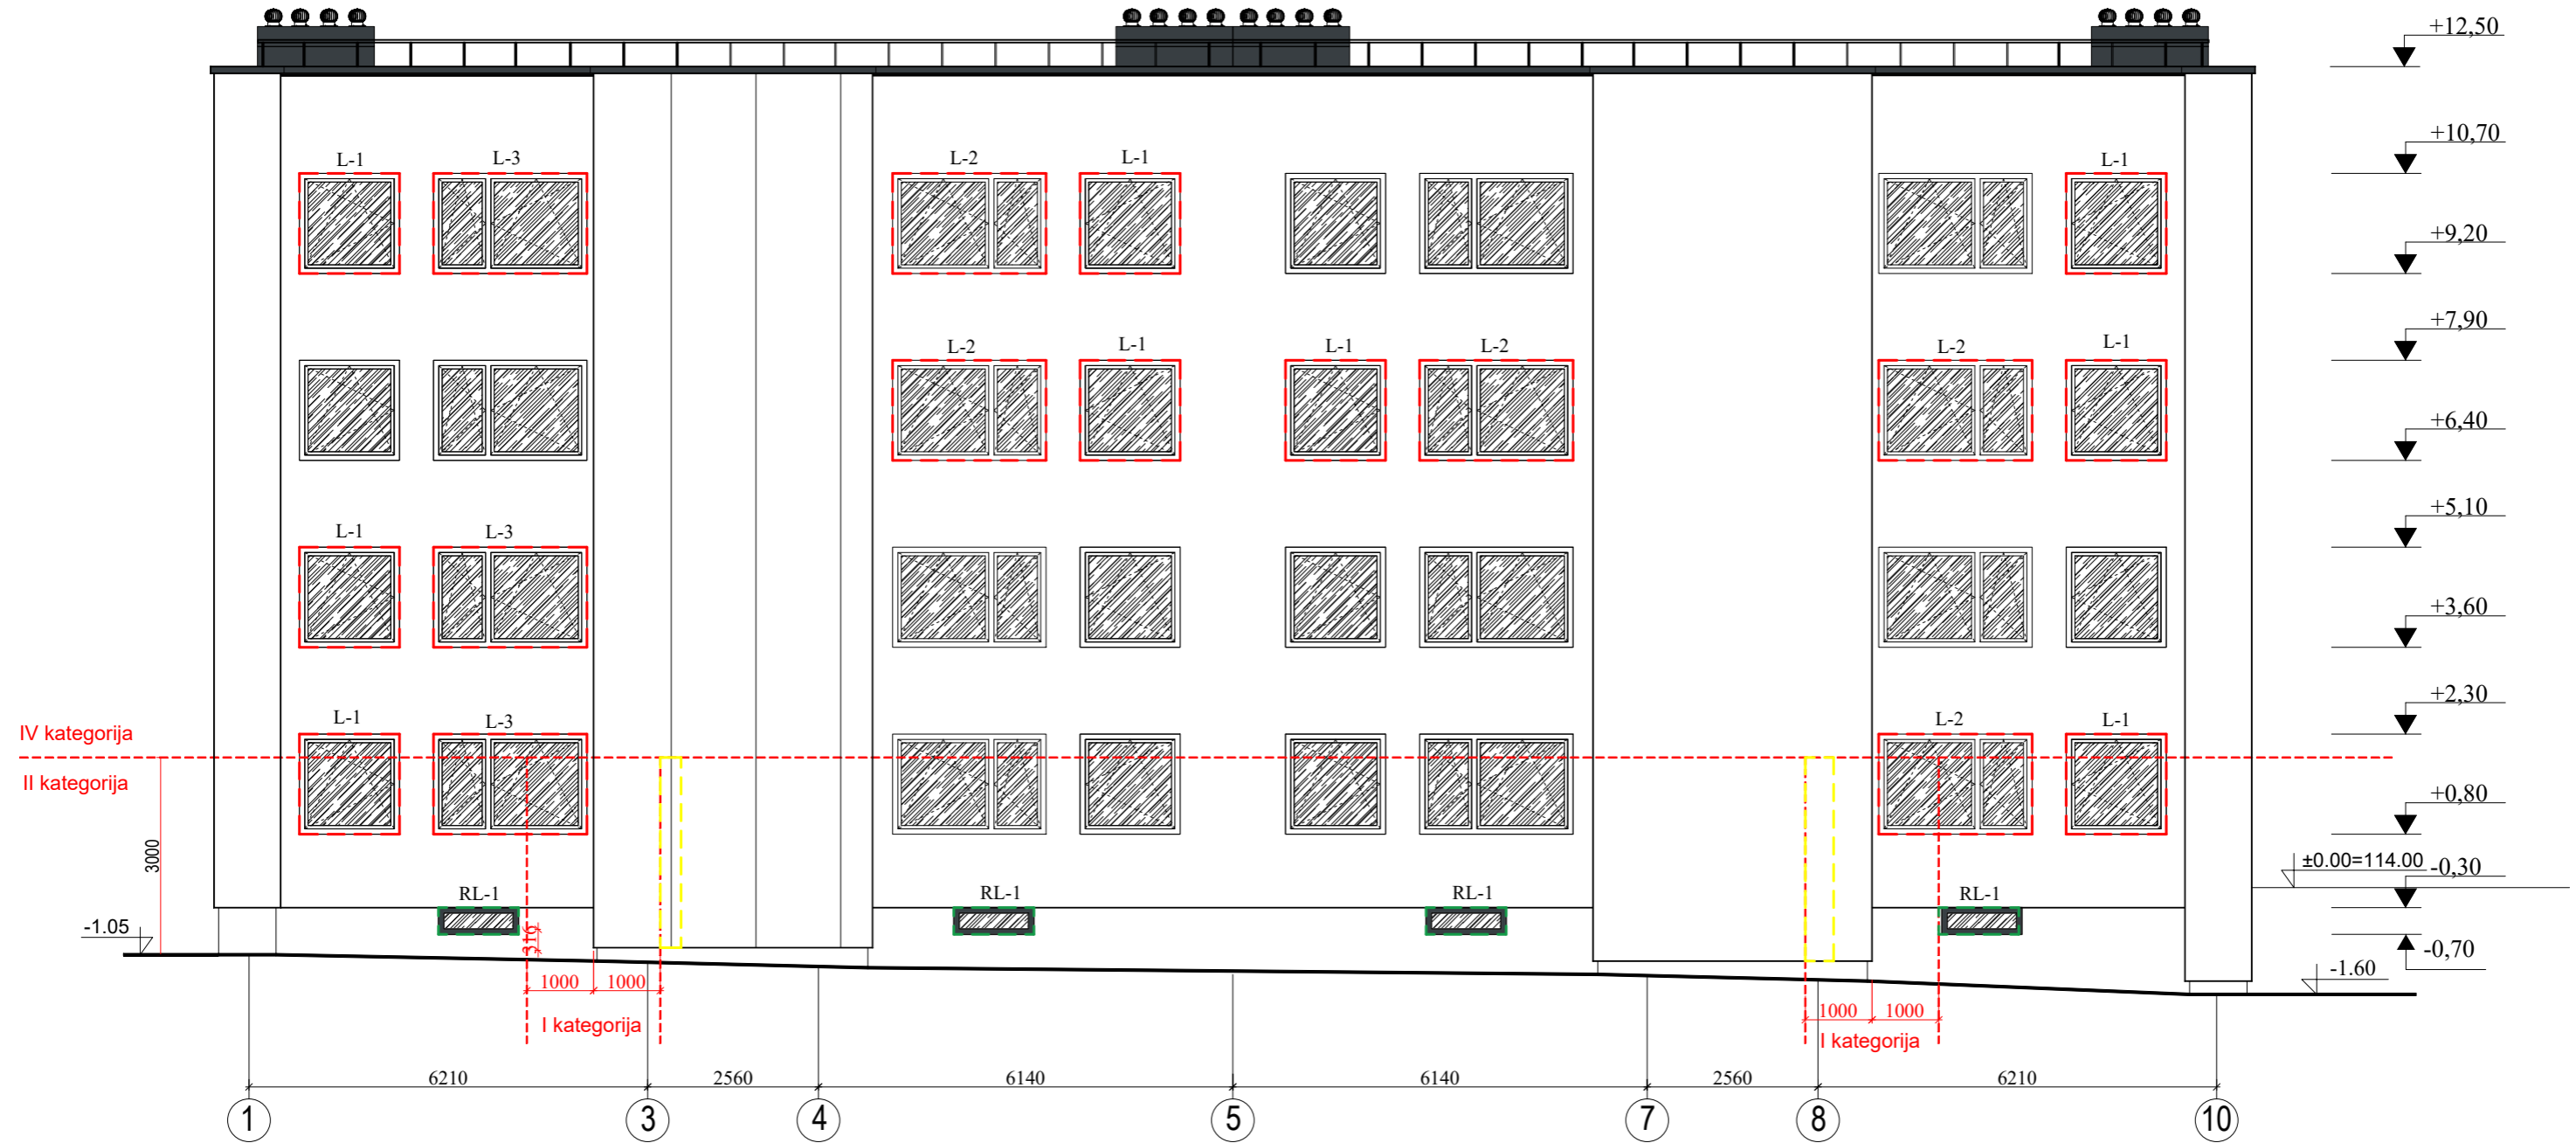 +12,50
+10,70
L-1
L-3
L-2
L-1
L-1
+9,20
+7,90
L-2
L-1
L-1
L-2
L-2
L-1
+6,40
+5,10
L-1
L-3
+3,60
+2,30
L-1
L-3
L-2
L-1
IV kategorija
II kategorija
+0,80
3000
±0.00=114.00
-0,30
RL-1
RL-1
RL-1
RL-1
-1.05
316
-0,70
-1.60
1000
1000
1000
1000
I kategorija
I kategorija
6210
2560
6140
6140
2560
6210
1
3
4
5
7
8
10